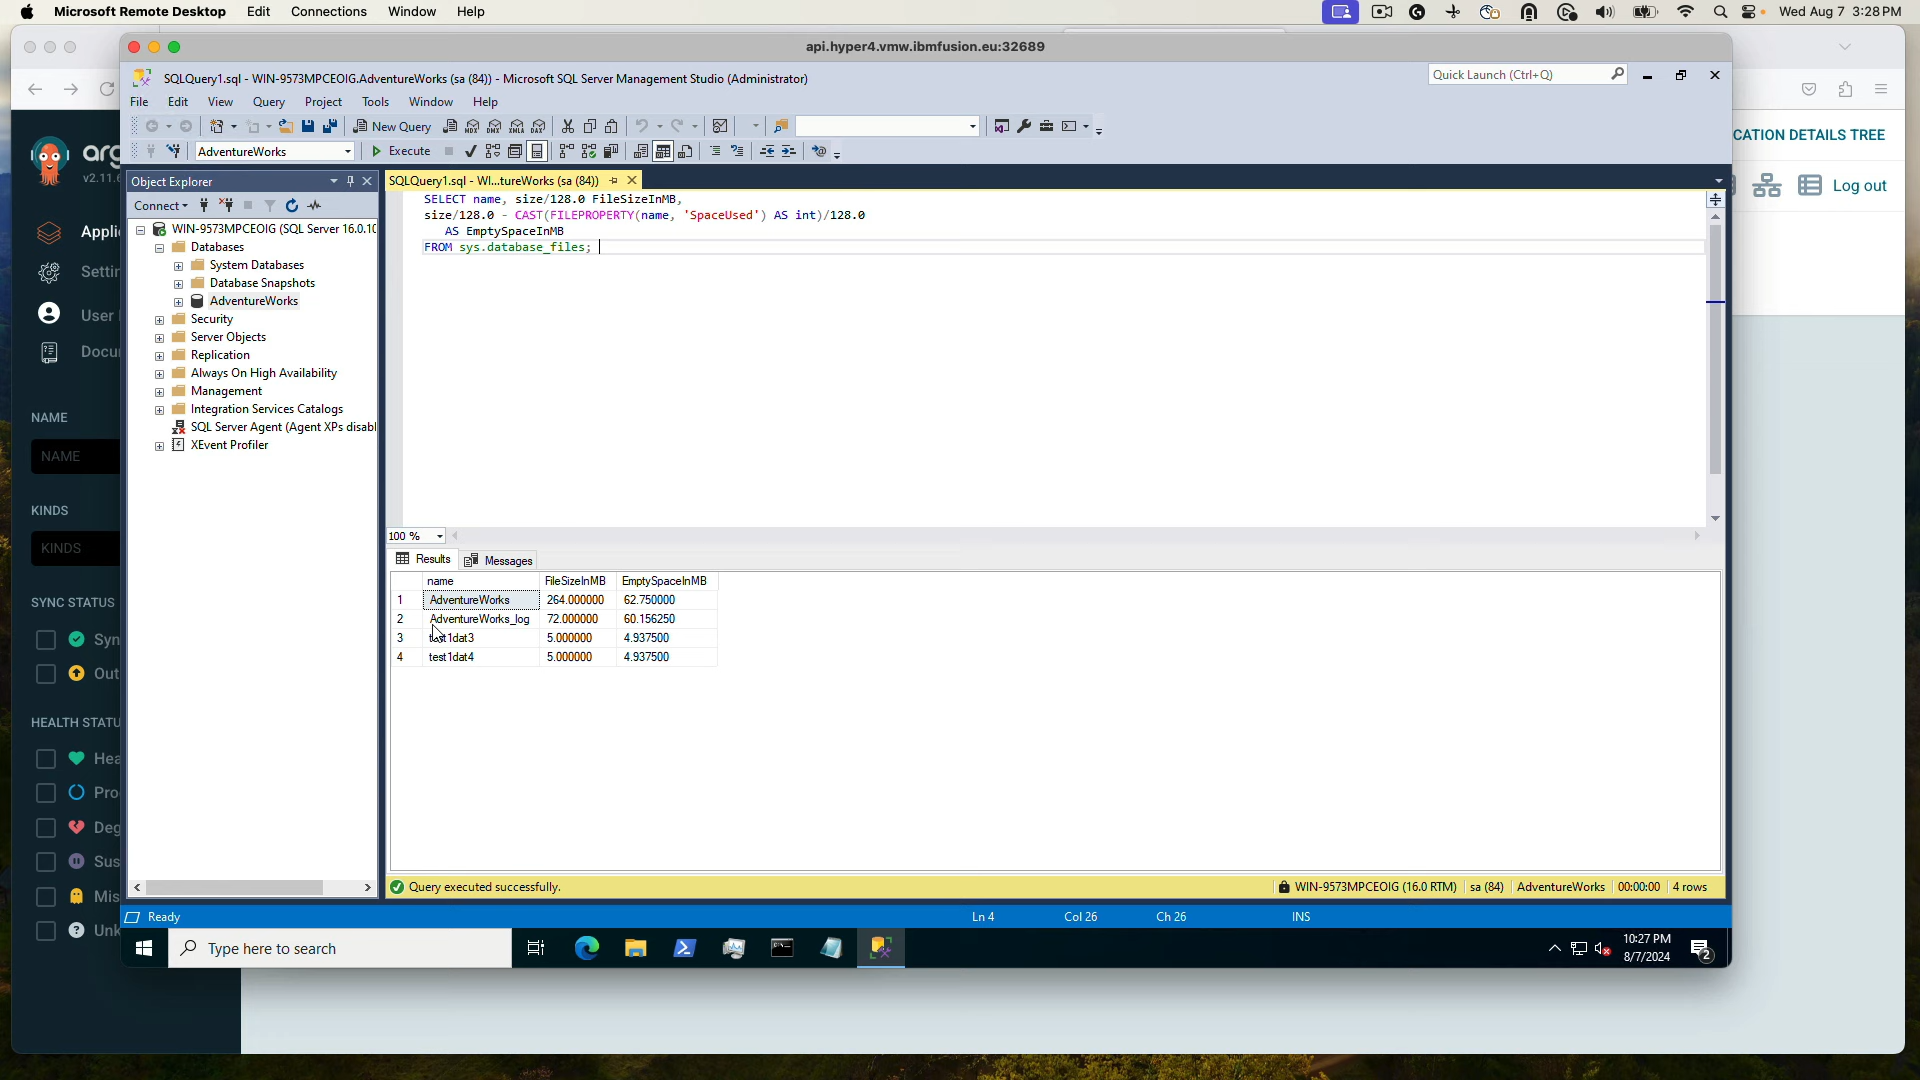 Microsoft Remote Desktop Edit Connections Window Help
Wed Aug 7 3:28 PM
api.hyper4.vmw.ibmfusion.eu:32689
SQLQuery1.sql - WIN-9573MPCEOIG.AdventureWorks (sa (84)) - Microsoft SQL Server Management Studio (Administrator)
Quick Launch (Ctrl+Q)
File Edit View Query Project Tools Window Help
New Query
MDX DMX XMLA DAX
AdventureWorks
Execute
Object Explorer
Connect
WIN-9573MPCEOIG (SQL Server 16.0.10
Databases
System Databases
Database Snapshots
AdventureWorks
Security
Server Objects
Replication
Always On High Availability
Management
Integration Services Catalogs
SQL Server Agent (Agent XPs disabl
XEvent Profiler
SQLQuery1.sql - WI...tureWorks (sa (84))
SELECT name, size/128.0 FileSizeInMB,
size/128.0 - CAST(FILEPROPERTY(name, 'SpaceUsed') AS int)/128.0
AS EmptySpaceInMB
FROM sys.database_files;
100 %
Results Messages
name FileSizeInMB EmptySpaceInMB
1 AdventureWorks 264.000000 62.750000
2 AdventureWorks_log 72.000000 60.156250
3 test1dat3 5.000000 4.937500
4 test1dat4 5.000000 4.937500
Query executed successfully.
WIN-9573MPCEOIG (16.0 RTM) sa (84) AdventureWorks 00:00:00 4 rows
Ready
Ln 4 Col 26 Ch 26 INS
Type here to search
10:27 PM
8/7/2024
2
arg
v2.11.6
Appli
Settin
User I
Docu
NAME
NAME
KINDS
KINDS
SYNC STATUS
Syn
Out
HEALTH STATU
Hea
Pro
Deg
Sus
Mis
Unk
CATION DETAILS TREE
Log out